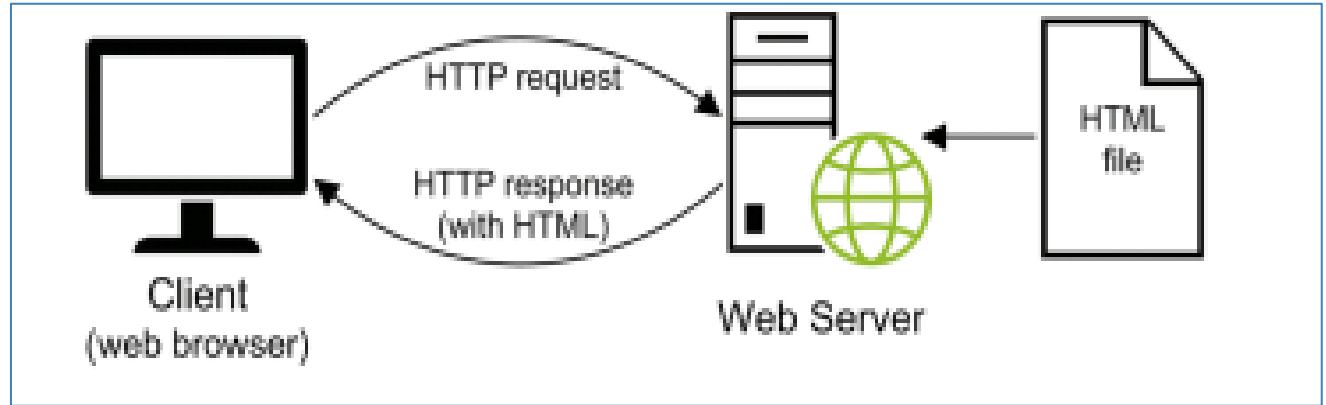 HTTP request
HTTP response
(with HTML)
HTML
file
Client
(web browser)
Web Server